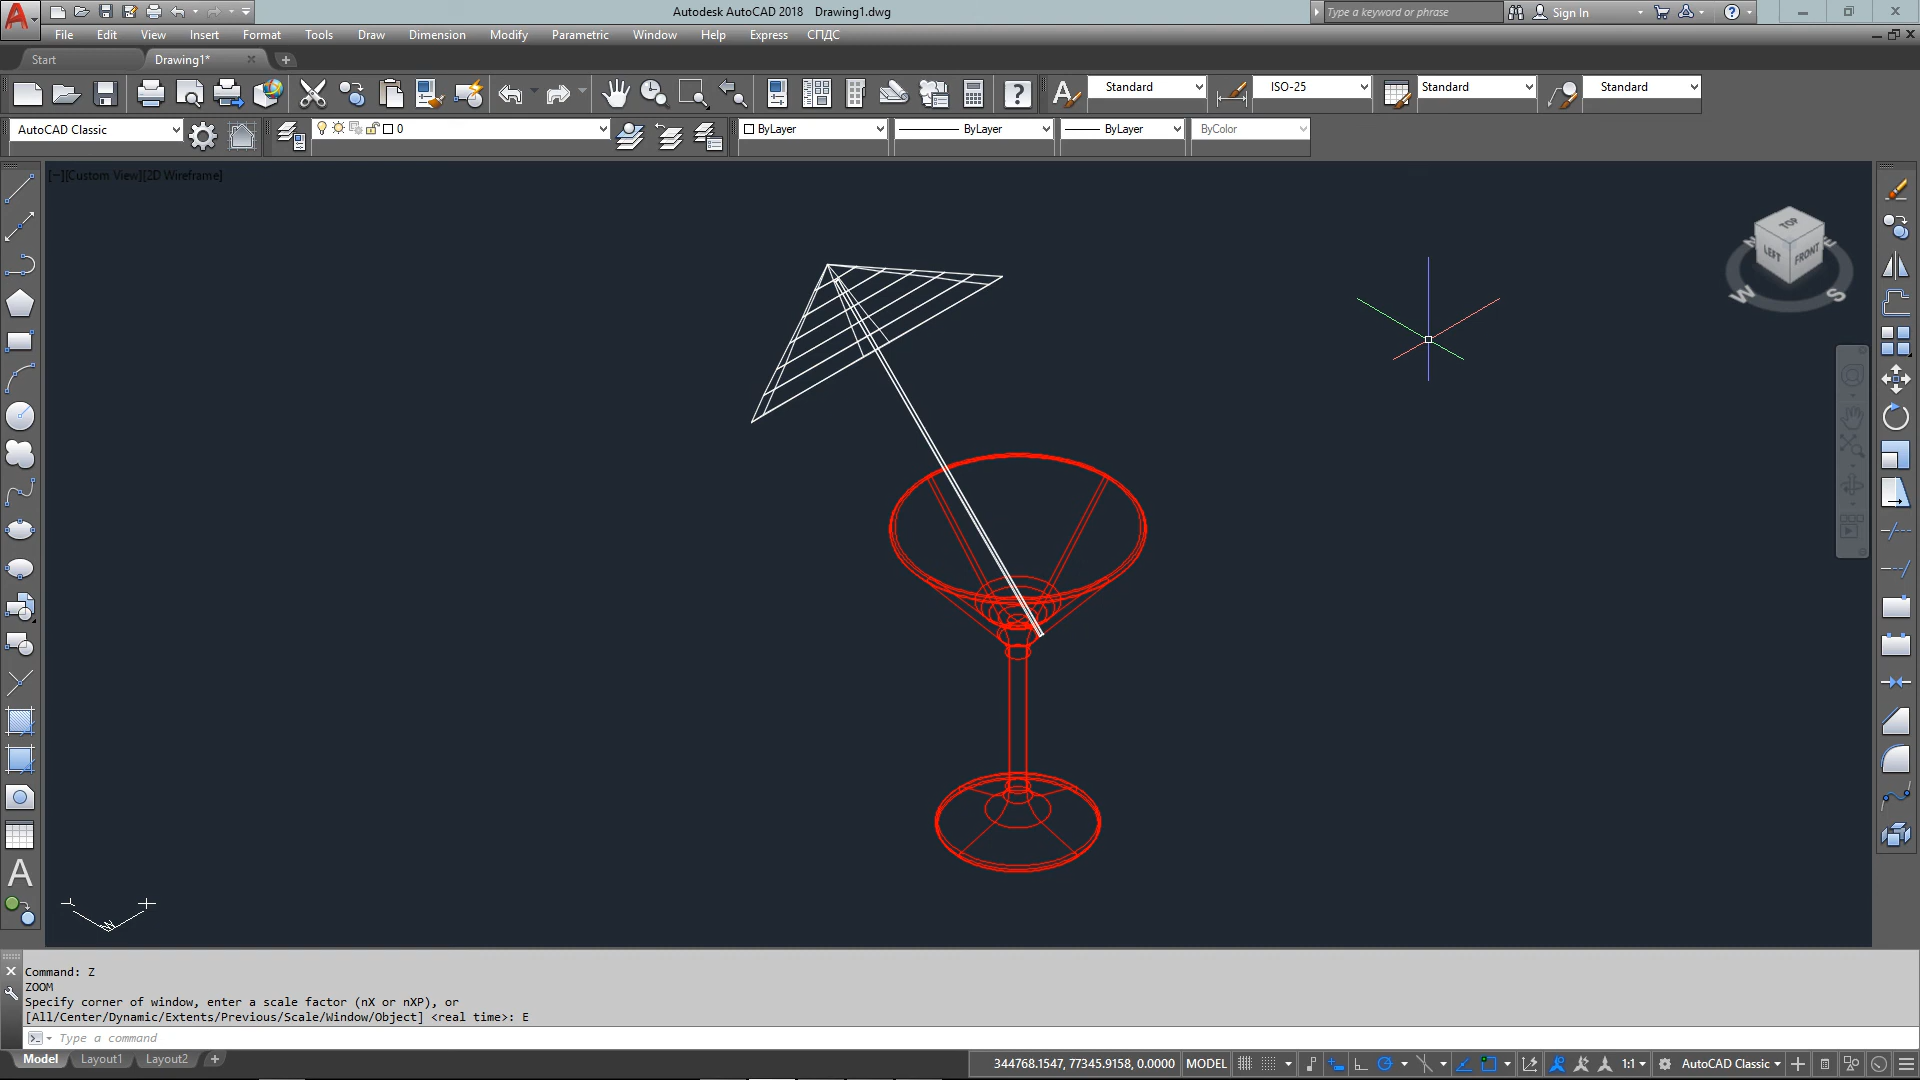 Autodesk AutoCAD 2018 Drawing1.dwg
Type a keyword or phrase
Sign In
File Edit View Insert Format Tools Draw Dimension Modify Parametric Window Help Express СПДС
Start Drawing1*
Standard ISO-25 Standard Standard
AutoCAD Classic 0 ByLayer ByLayer ByLayer ByColor
[−][Custom View][2D Wireframe]
TOP
LEFT FRONT
N E
W S
Command: Z
ZOOM
Specify corner of window, enter a scale factor (nX or nXP), or
[All/Center/Dynamic/Extents/Previous/Scale/Window/Object] <real time>: E
Type a command
Model Layout1 Layout2
344768.1547, 77345.9158, 0.0000 MODEL 1:1 AutoCAD Classic